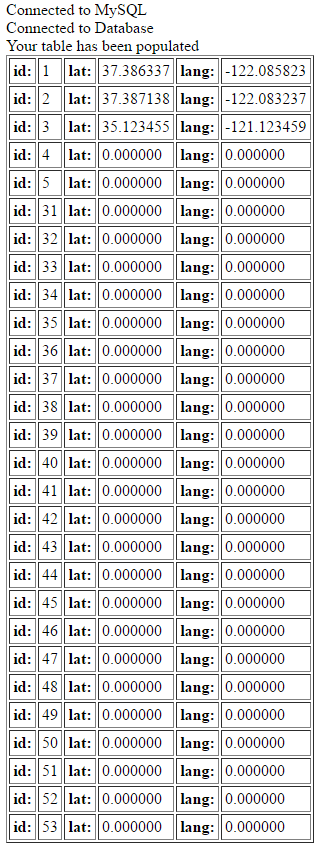 Connected to MySQL
Connected to Database
Your table has been populated
id: 1 lat: 37.386337 lang: -122.085823
id: 2 lat: 37.387138 lang: -122.083237
id: 3 lat: 35.123455 lang: -121.123459
id: 4 lat: 0.000000 lang: 0.000000
id: 5 lat: 0.000000 lang: 0.000000
id: 31 lat: 0.000000 lang: 0.000000
id: 32 lat: 0.000000 lang: 0.000000
id: 33 lat: 0.000000 lang: 0.000000
id: 34 lat: 0.000000 lang: 0.000000
id: 35 lat: 0.000000 lang: 0.000000
id: 36 lat: 0.000000 lang: 0.000000
id: 37 lat: 0.000000 lang: 0.000000
id: 38 lat: 0.000000 lang: 0.000000
id: 39 lat: 0.000000 lang: 0.000000
id: 40 lat: 0.000000 lang: 0.000000
id: 41 lat: 0.000000 lang: 0.000000
id: 42 lat: 0.000000 lang: 0.000000
id: 43 lat: 0.000000 lang: 0.000000
id: 44 lat: 0.000000 lang: 0.000000
id: 45 lat: 0.000000 lang: 0.000000
id: 46 lat: 0.000000 lang: 0.000000
id: 47 lat: 0.000000 lang: 0.000000
id: 48 lat: 0.000000 lang: 0.000000
id: 49 lat: 0.000000 lang: 0.000000
id: 50 lat: 0.000000 lang: 0.000000
id: 51 lat: 0.000000 lang: 0.000000
id: 52 lat: 0.000000 lang: 0.000000
id: 53 lat: 0.000000 lang: 0.000000